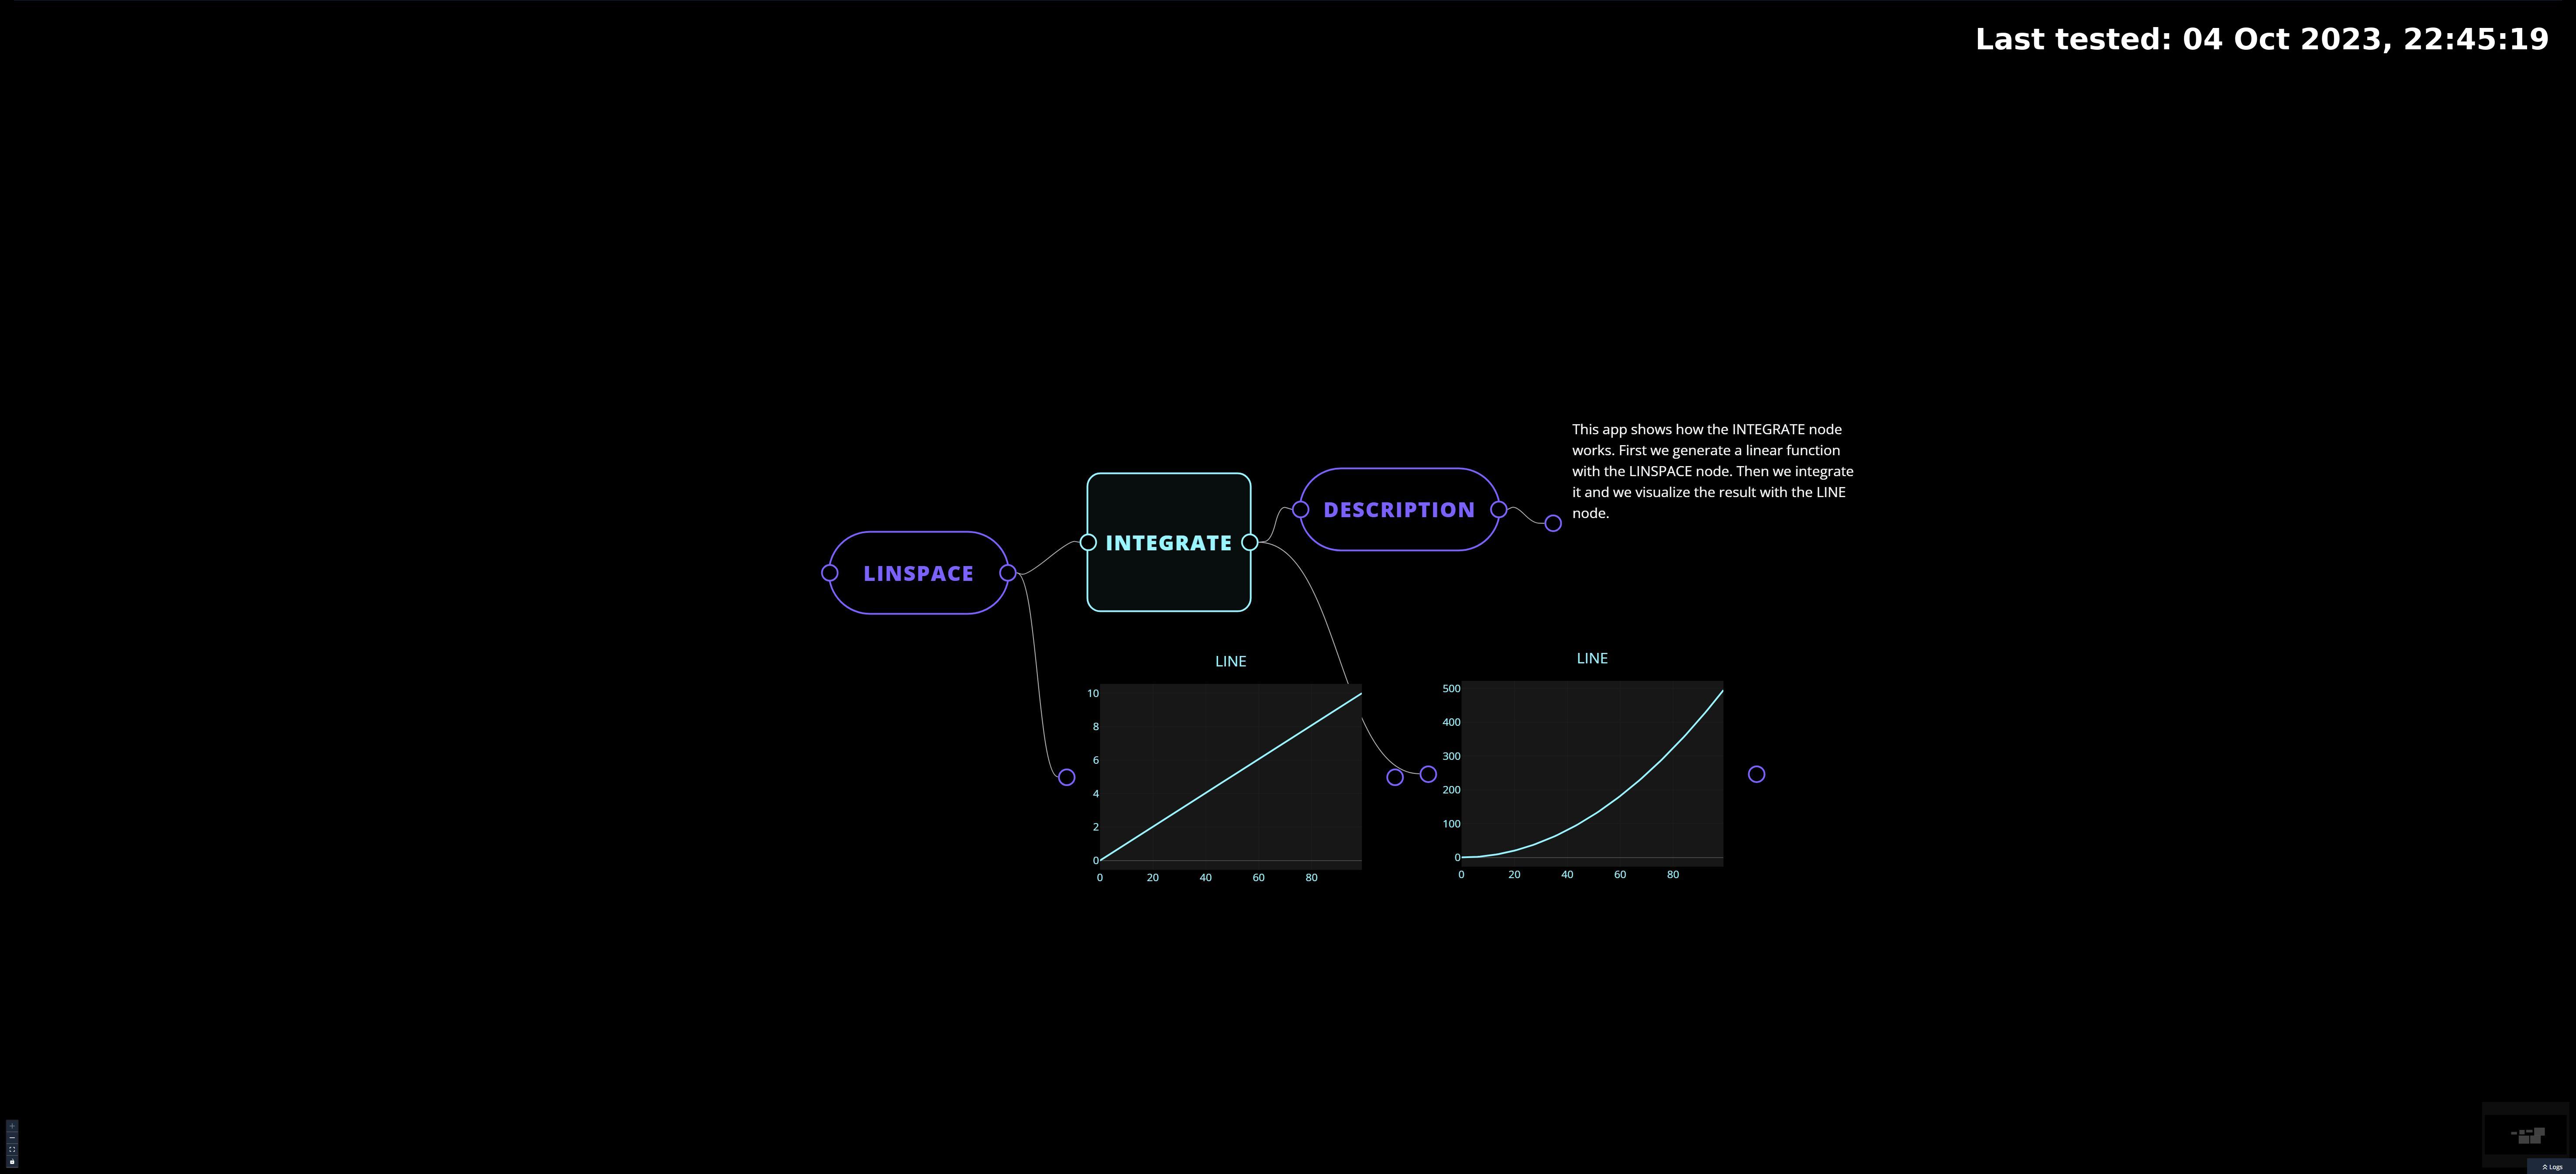 Last tested: 04 Oct 2023, 22:45:19
This app shows how the INTEGRATE node
works. First we generate a linear function
with the LINSPACE node. Then we integrate
it and we visualize the result with the LINE
node.
DESCRIPTION
INTEGRATE
LINSPACE
LINE
10
8
6
4
2
0
0 20 40 60 80
LINE
500
400
300
200
100
0
0 20 40 60 80
Logs